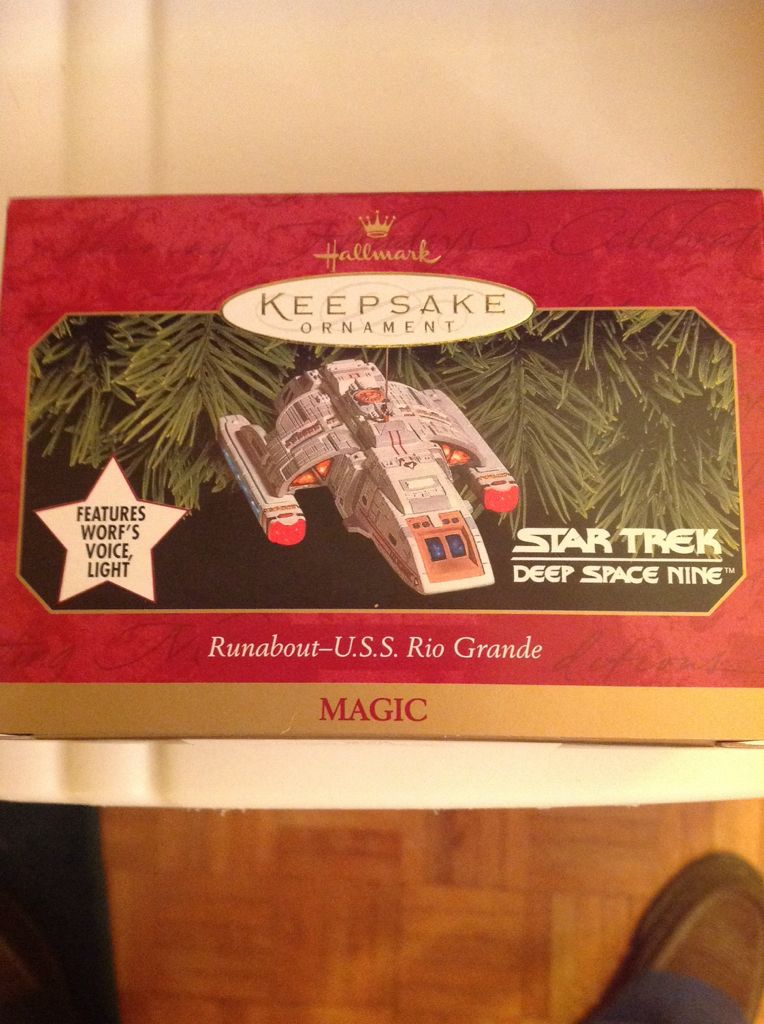 Hallmark
KEEPSAKE
ORNAMENT
FEATURES
WORF'S
VOICE,
LIGHT
STAR TREK
DEEP SPACE NINE™
Runabout–U.S.S. Rio Grande
MAGIC